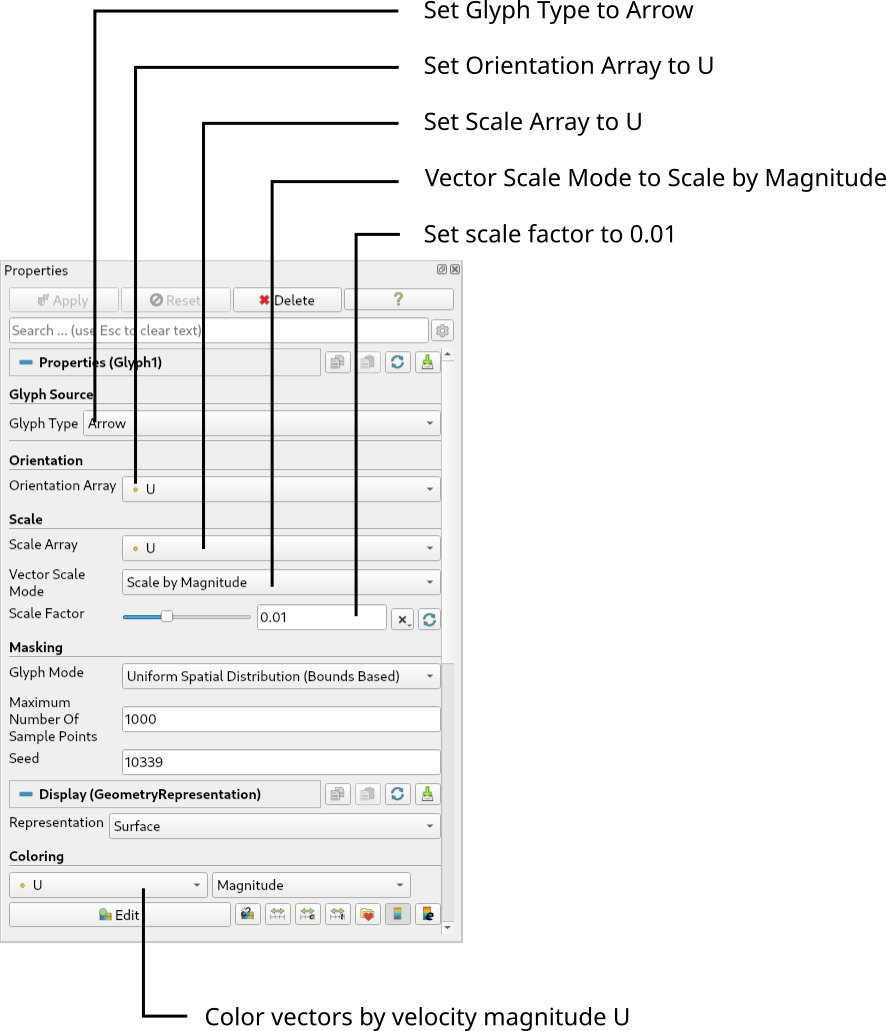 Set Glyph Type to Arrow
Set Orientation Array to U
Set Scale Array to U
Vector Scale Mode to Scale by Magnitude
Set scale factor to 0.01
Properties
Apply Reset Delete ?
Search ... (use Esc to clear text)
Properties (Glyph1)
Glyph Source
Glyph Type Arrow
Orientation
Orientation Array U
Scale
Scale Array U
Vector Scale
Mode
Scale by Magnitude
Scale Factor 0.01
Masking
Glyph Mode Uniform Spatial Distribution (Bounds Based)
Maximum
Number Of
Sample Points
1000
Seed 10339
Display (GeometryRepresentation)
Representation Surface
Coloring
U Magnitude
Edit
Color vectors by velocity magnitude U